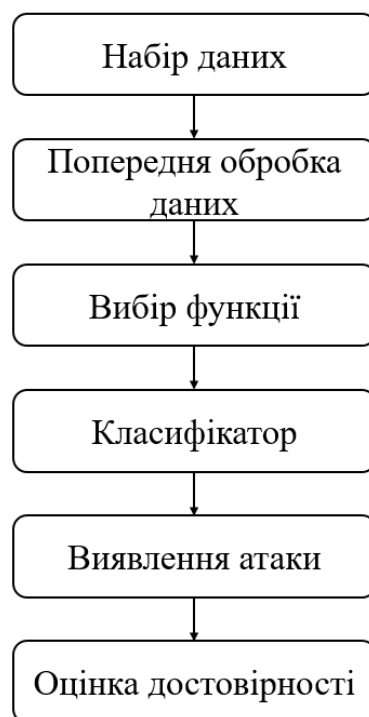 Набір даних
Попередня обробка
даних
Вибір функції
Класифікатор
Виявлення атаки
Оцінка достовірності